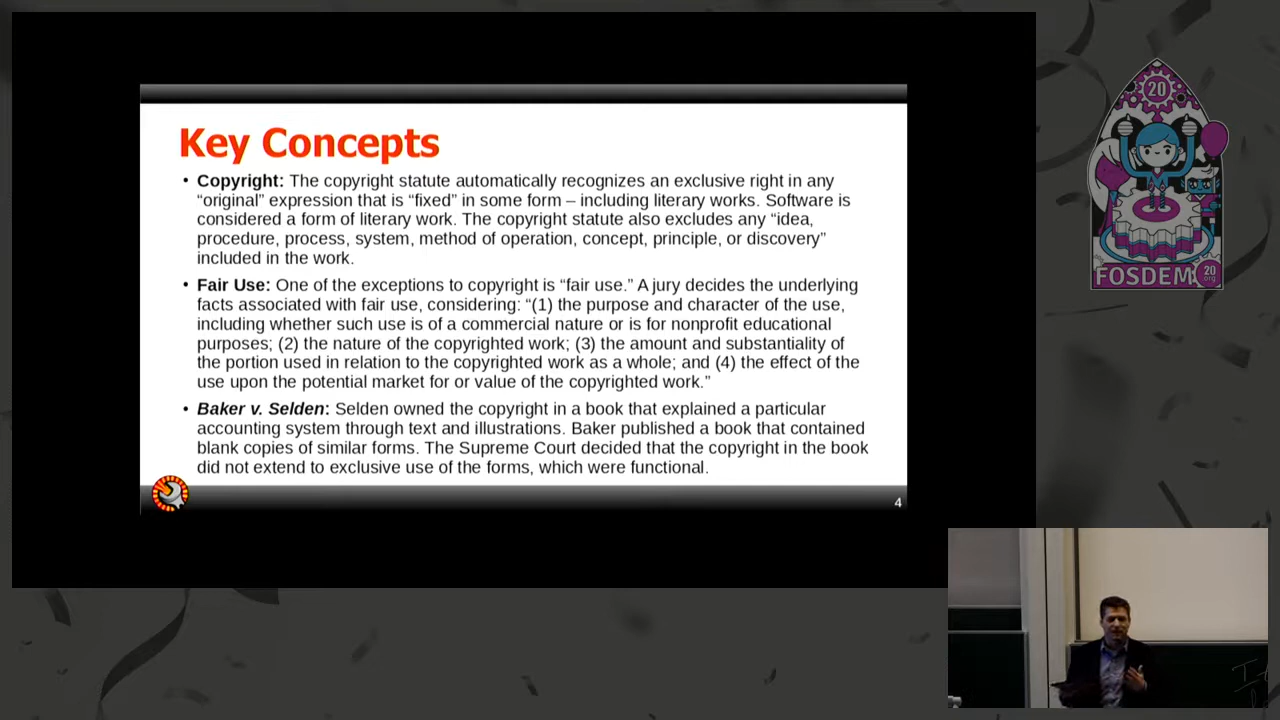 Key Concepts
• Copyright: The copyright statute automatically recognizes an exclusive right in any
“original” expression that is “fixed” in some form – including literary works. Software is
considered a form of literary work. The copyright statute also excludes any “idea,
procedure, process, system, method of operation, concept, principle, or discovery”
included in the work.
• Fair Use: One of the exceptions to copyright is “fair use.” A jury decides the underlying
facts associated with fair use, considering: “(1) the purpose and character of the use,
including whether such use is of a commercial nature or is for nonprofit educational
purposes; (2) the nature of the copyrighted work; (3) the amount and substantiality of
the portion used in relation to the copyrighted work as a whole; and (4) the effect of the
use upon the potential market for or value of the copyrighted work.”
• Baker v. Selden: Selden owned the copyright in a book that explained a particular
accounting system through text and illustrations. Baker published a book that contained
blank copies of similar forms. The Supreme Court decided that the copyright in the book
did not extend to exclusive use of the forms, which were functional.
4
20
FOSDEM
20
.org